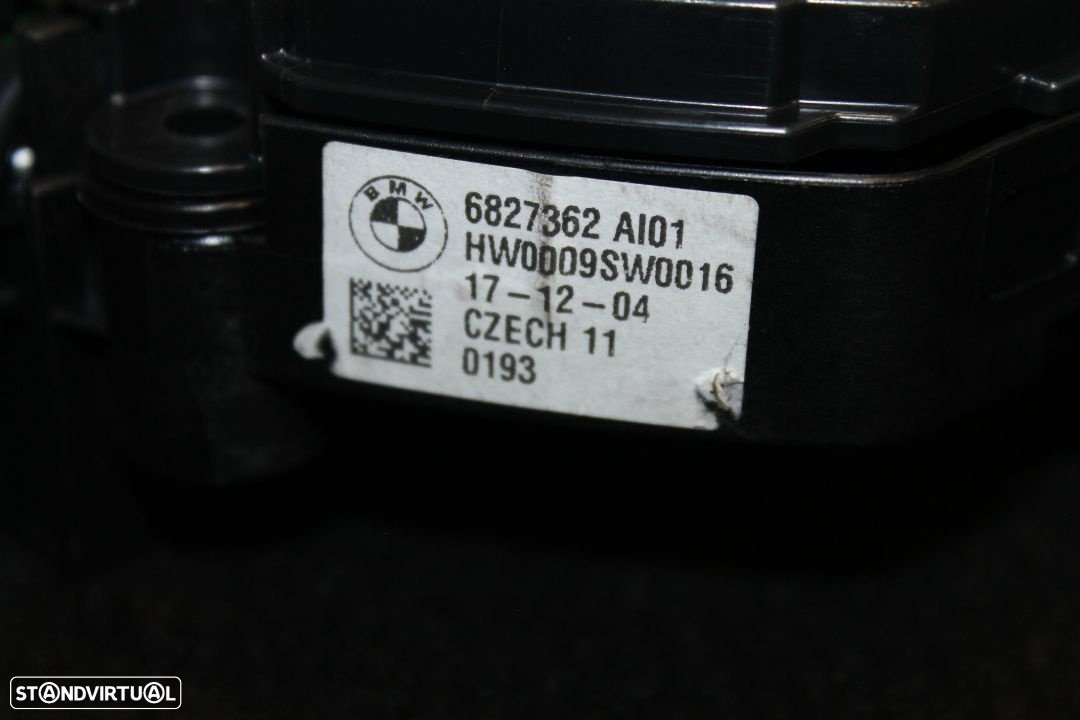 BMW
6827362 AI01
HW0009SW0016
17-12-04
CZECH 11
0193
STANDVIRTUAL